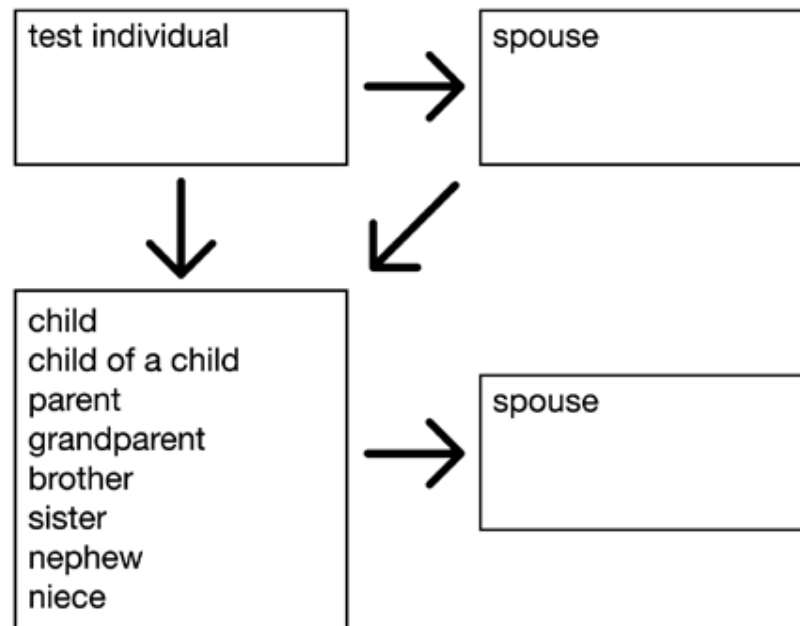 test individual
spouse
child
child of a child
parent
grandparent
brother
sister
nephew
niece
spouse